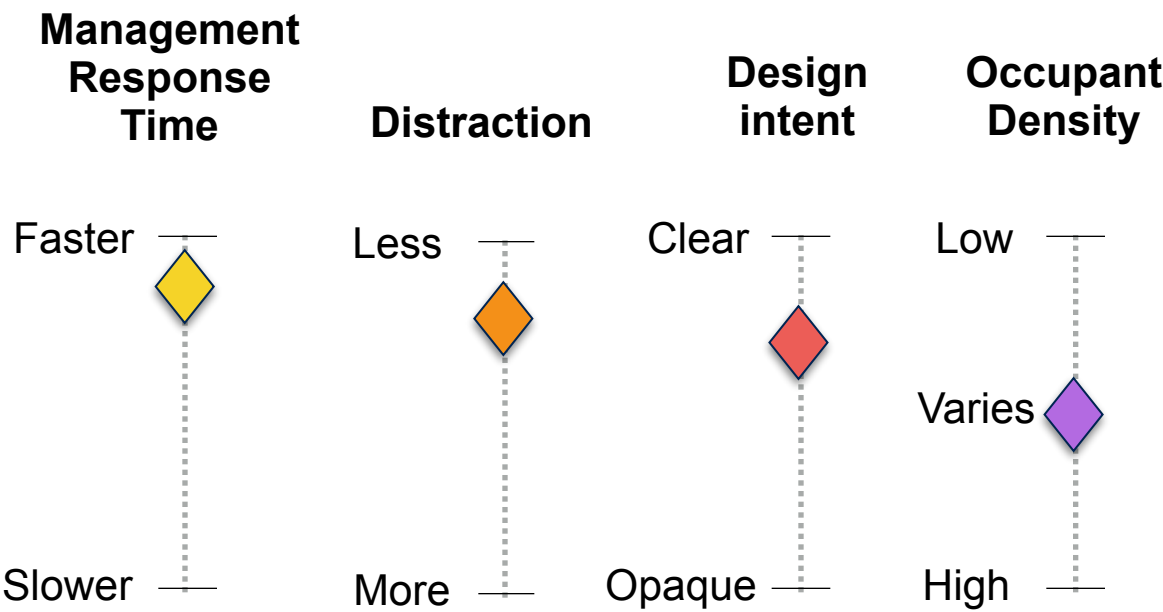 Management
Response
Time
Distraction
Design
intent
Occupant
Density
Faster
Less
Clear
Low
Varies
Slower
More
Opaque
High